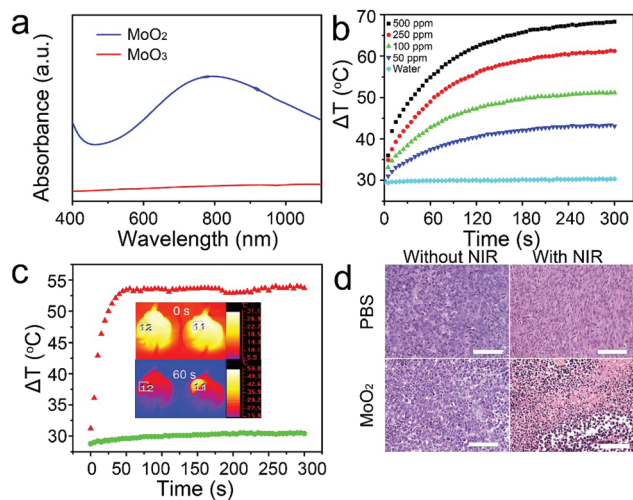 a
MoO₂
MoO₃
Absorbance (a.u.)
400 600 800 1000
Wavelength (nm)
b
500 ppm
250 ppm
100 ppm
50 ppm
Water
ΔT (°C)
70
60
50
40
30
0 60 120 180 240 300
Time (s)
c
ΔT (°C)
55
50
45
40
35
30
0 50 100 150 200 250 300
Time (s)
0 s
60 s
d
Without NIR With NIR
PBS
MoO₂